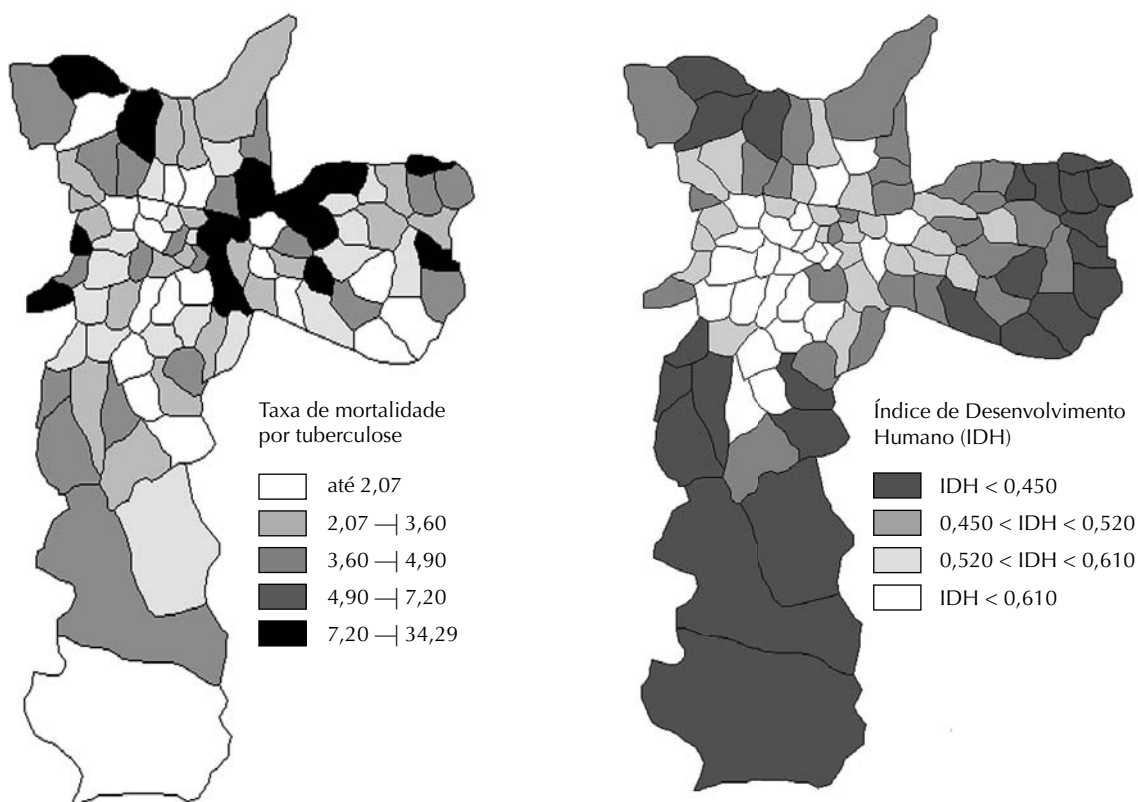 Taxa de mortalidade
por tuberculose
até 2,07
2,07 —| 3,60
3,60 —| 4,90
4,90 —| 7,20
7,20 —| 34,29
Índice de Desenvolvimento
Humano (IDH)
IDH < 0,450
0,450 < IDH < 0,520
0,520 < IDH < 0,610
IDH < 0,610